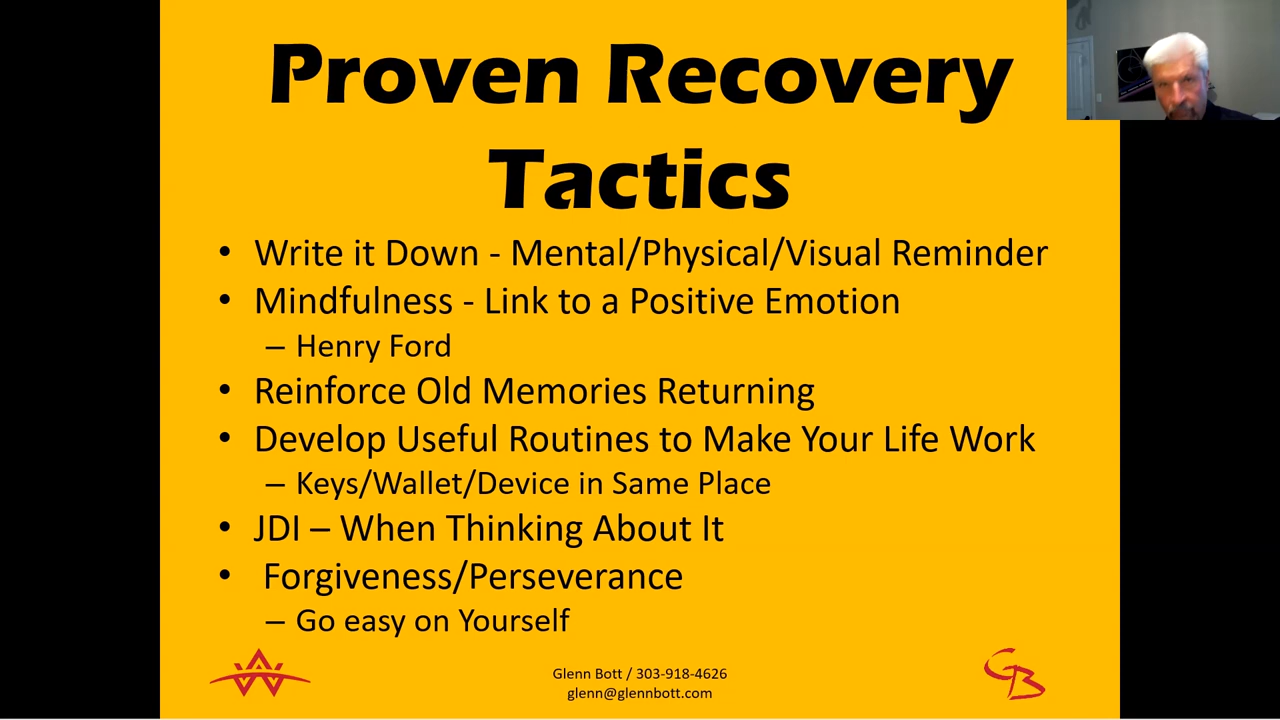 Proven Recovery
Tactics
• Write it Down - Mental/Physical/Visual Reminder
• Mindfulness - Link to a Positive Emotion
– Henry Ford
• Reinforce Old Memories Returning
• Develop Useful Routines to Make Your Life Work
– Keys/Wallet/Device in Same Place
• JDI – When Thinking About It
• Forgiveness/Perseverance
– Go easy on Yourself
Glenn Bott / 303-918-4626
glenn@glennbott.com
GB